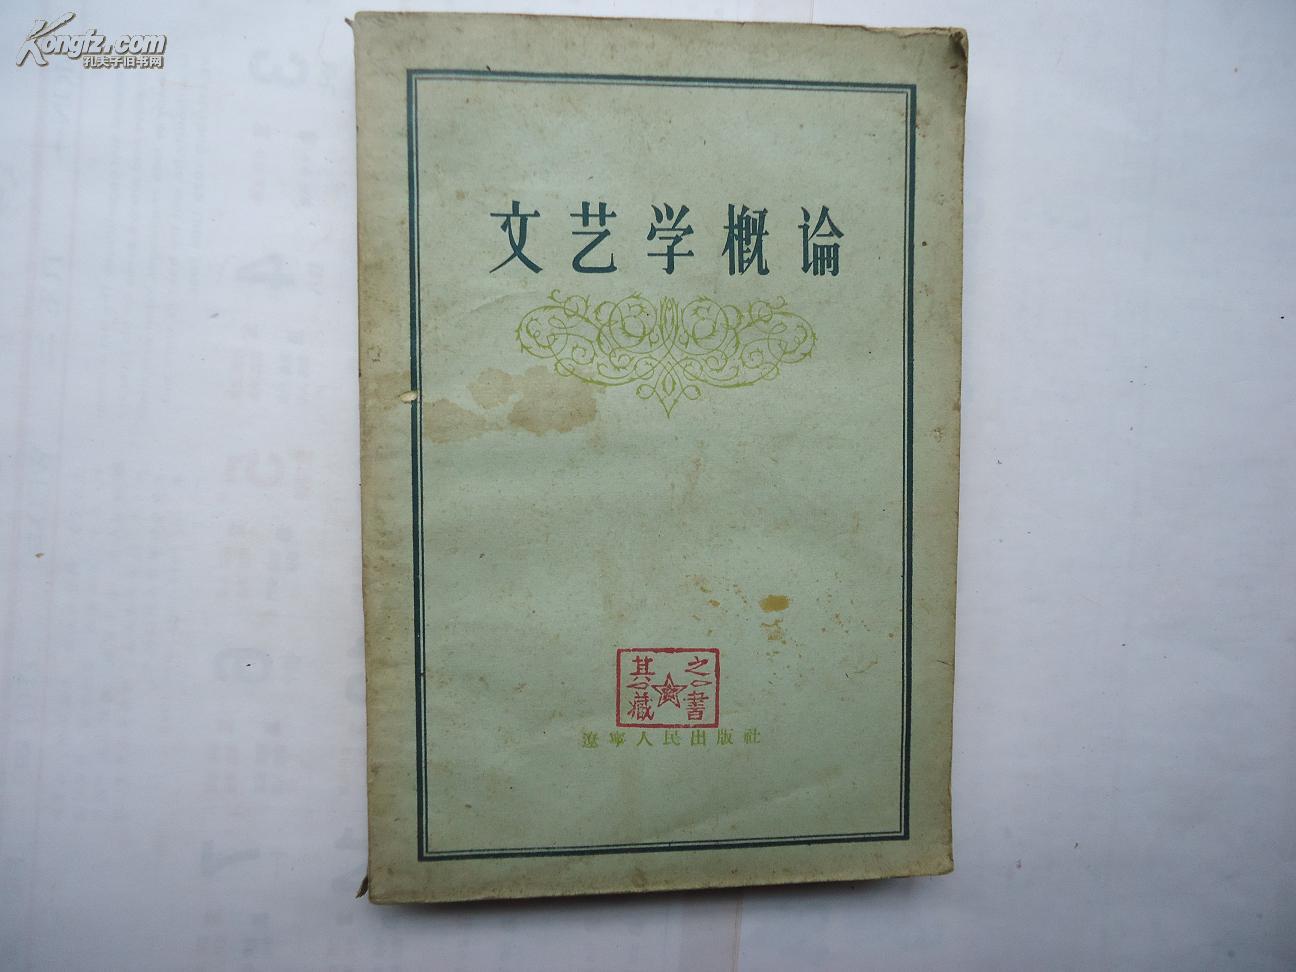 Kongfz.com
孔夫子旧书网
文艺学概论
其 之
藏 書
遼寧人民出版社